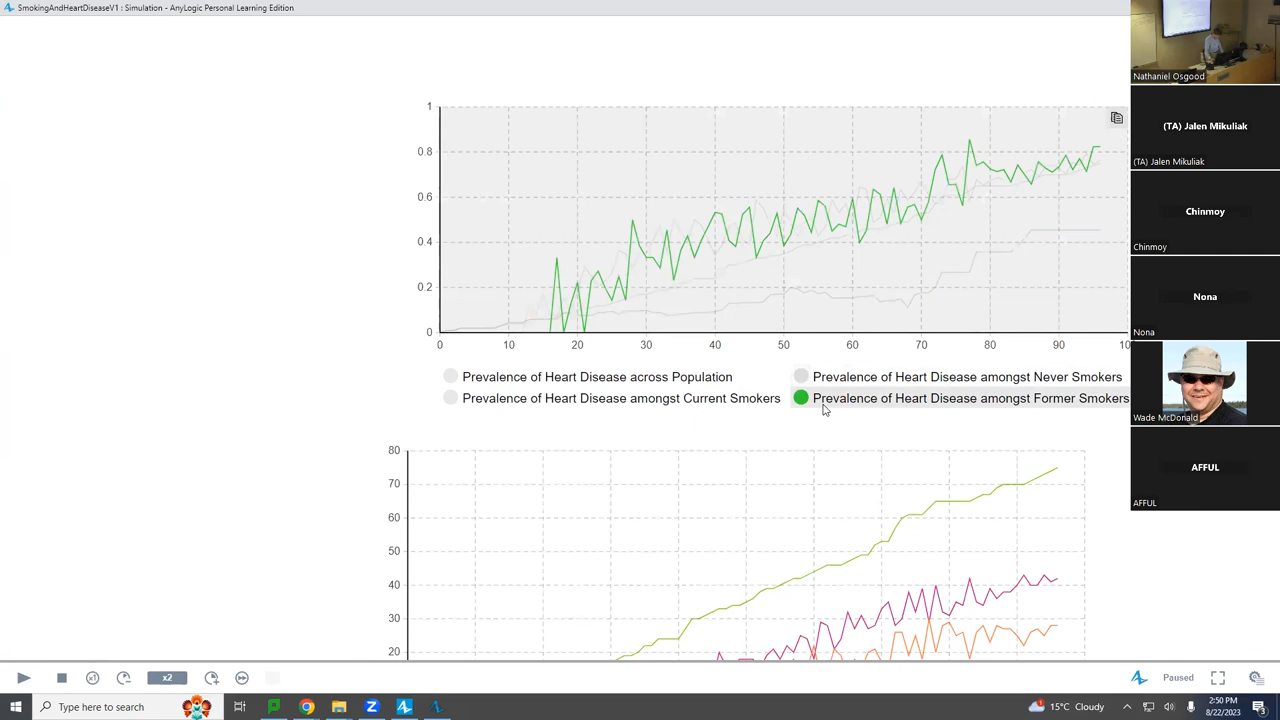 SmokingAndHeartDiseaseV1 : Simulation - AnyLogic Personal Learning Edition
1
0.8
0.6
0.4
0.2
0
0 10 20 30 40 50 60 70 80 90 10
Prevalence of Heart Disease across Population
Prevalence of Heart Disease amongst Never Smokers
Prevalence of Heart Disease amongst Current Smokers
Prevalence of Heart Disease amongst Former Smokers
80
70
60
50
40
30
20
Nathaniel Osgood
(TA) Jalen Mikuliak
(TA) Jalen Mikuliak
Chinmoy
Chinmoy
Nona
Nona
Wade McDonald
AFFUL
AFFUL
x1
x2
Paused
Type here to search
15°C Cloudy
2:50 PM
8/22/2023
3